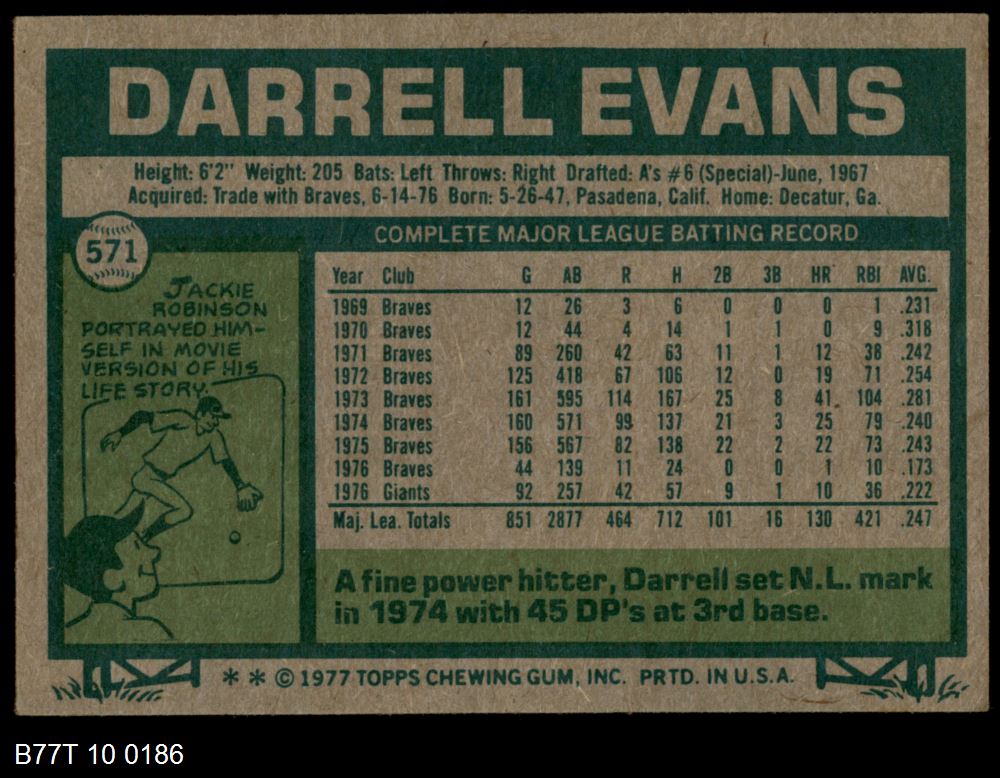 DARRELL EVANS
Height: 6'2" Weight: 205 Bats: Left Throws: Right Drafted: A's #6 (Special)-June, 1967
Acquired: Trade with Braves, 6-14-76 Born: 5-26-47, Pasadena, Calif. Home: Decatur, Ga.
571
JACKIE
ROBINSON
PORTRAYED HIM-
SELF IN MOVIE
VERSION OF HIS
LIFE STORY.
COMPLETE MAJOR LEAGUE BATTING RECORD
Year Club G AB R H 2B 3B HR RBI AVG.
1969 Braves 12 26 3 6 0 0 0 1 .231
1970 Braves 12 44 4 14 1 1 0 9 .318
1971 Braves 89 260 42 63 11 1 12 38 .242
1972 Braves 125 418 67 106 12 0 19 71 .254
1973 Braves 161 595 114 167 25 8 41 104 .281
1974 Braves 160 571 99 137 21 3 25 79 .240
1975 Braves 156 567 82 138 22 2 22 73 .243
1976 Braves 44 139 11 24 0 0 1 10 .173
1976 Giants 92 257 42 57 9 1 10 36 .222
Maj. Lea. Totals 851 2877 464 712 101 16 130 421 .247
A fine power hitter, Darrell set N.L. mark
in 1974 with 45 DP's at 3rd base.
* * © 1977 TOPPS CHEWING GUM, INC. PRTD. IN U.S.A.
B77T 10 0186